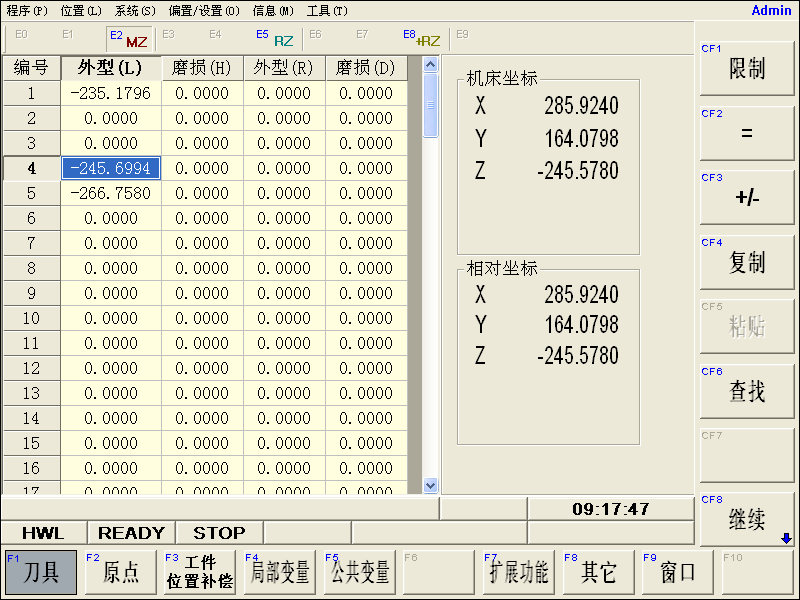 程序(P) 位置(L) 系统(S) 偏置/设置(O) 信息(M) 工具(T) Admin
E0 E1 E2 MZ E3 E4 E5 RZ E6 E7 E8 +RZ E9
编号 外型(L) 磨损(H) 外型(R) 磨损(D)
1 -235.1796 0.0000 0.0000 0.0000
2 0.0000 0.0000 0.0000 0.0000
3 0.0000 0.0000 0.0000 0.0000
4 -245.6994 0.0000 0.0000 0.0000
5 -266.7580 0.0000 0.0000 0.0000
6 0.0000 0.0000 0.0000 0.0000
7 0.0000 0.0000 0.0000 0.0000
8 0.0000 0.0000 0.0000 0.0000
9 0.0000 0.0000 0.0000 0.0000
10 0.0000 0.0000 0.0000 0.0000
11 0.0000 0.0000 0.0000 0.0000
12 0.0000 0.0000 0.0000 0.0000
13 0.0000 0.0000 0.0000 0.0000
14 0.0000 0.0000 0.0000 0.0000
15 0.0000 0.0000 0.0000 0.0000
16 0.0000 0.0000 0.0000 0.0000
17 0.0000 0.0000 0.0000 0.0000
机床坐标
X 285.9240
Y 164.0798
Z -245.5780
相对坐标
X 285.9240
Y 164.0798
Z -245.5780
CF1 限制
CF2 =
CF3 +/-
CF4 复制
CF5 粘贴
CF6 查找
CF7
CF8 继续
09:17:47
HWL READY STOP
F1 刀具
F2 原点
F3 工件
位置补偿
F4 局部变量
F5 公共变量
F6
F7 扩展功能
F8 其它
F9 窗口
F10